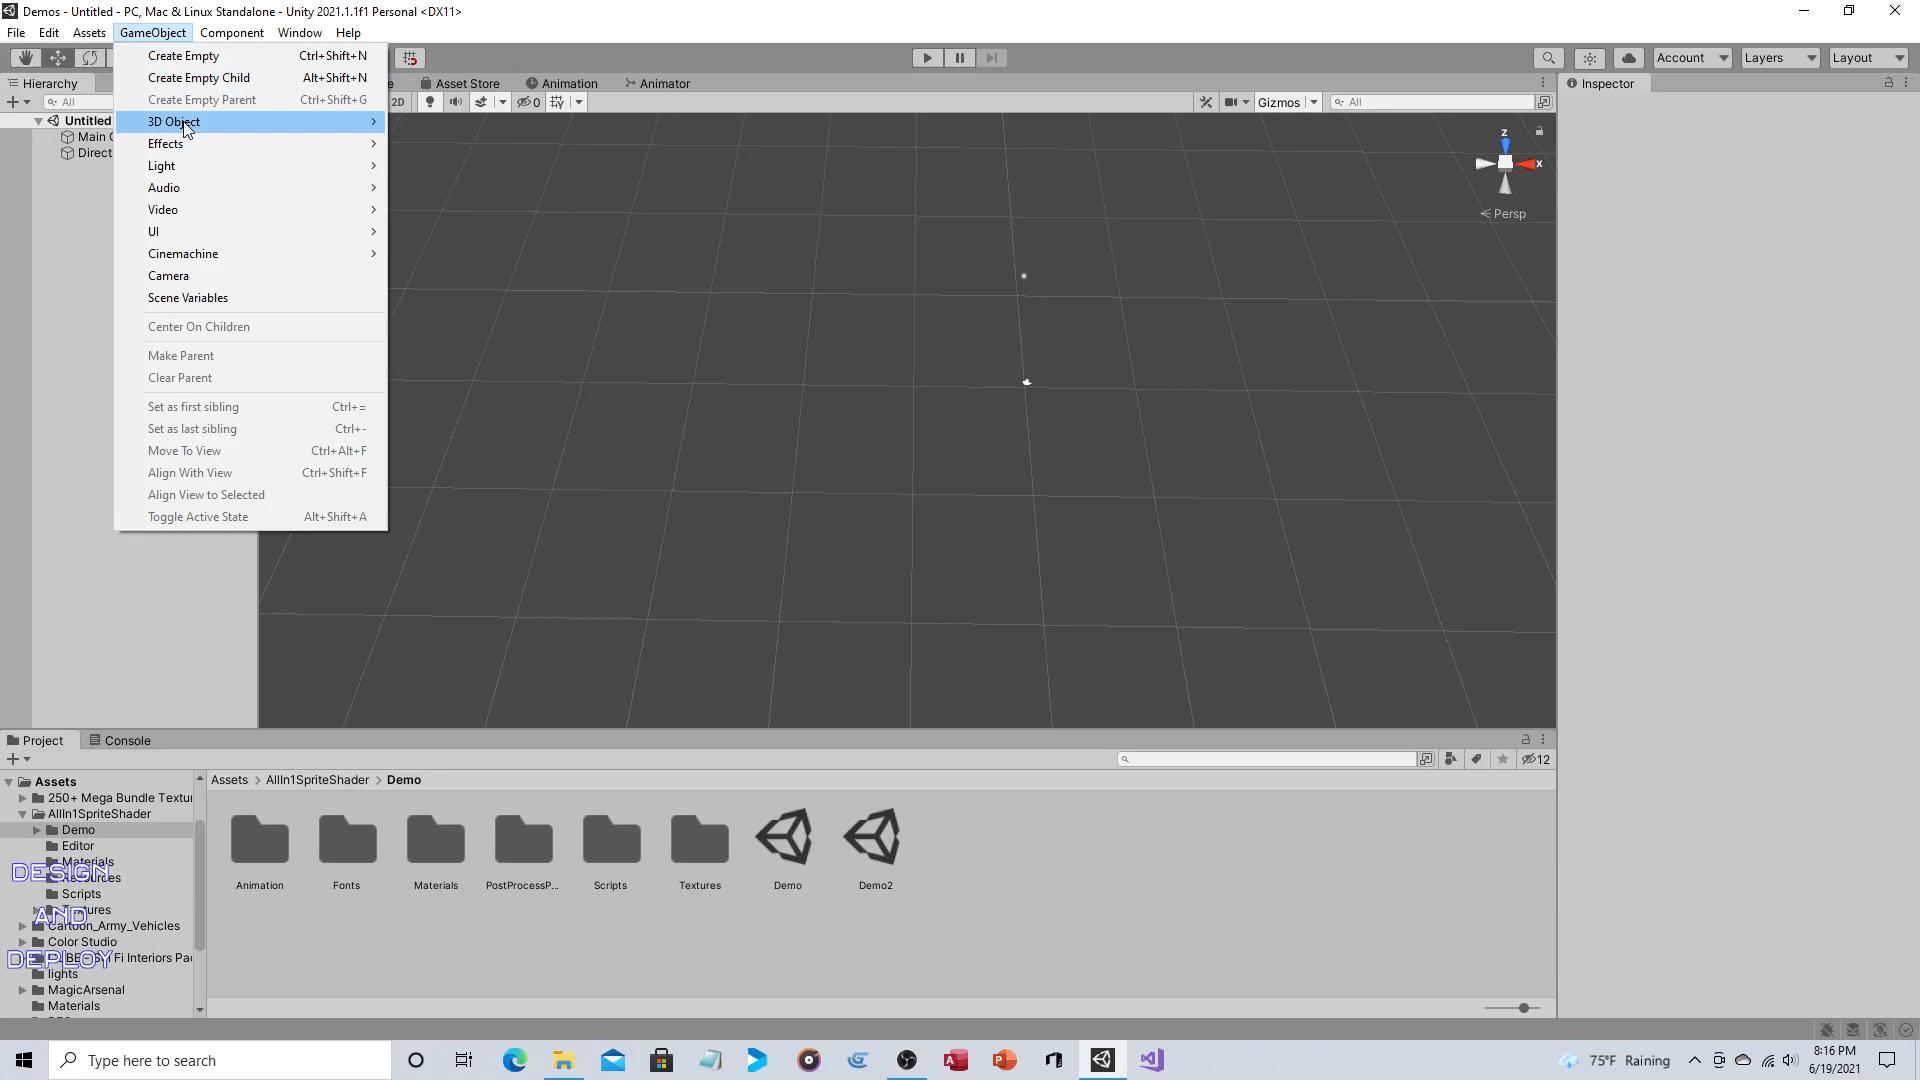 Demos - Untitled - PC, Mac & Linux Standalone - Unity 2021.1.1f1 Personal <DX11>
File Edit Assets GameObject Component Window Help
Account Layers Layout
Hierarchy
Asset Store Animation Animator
Inspector
All
2D 0 Gizmos All
Untitled
Main
Direct
Create Empty Ctrl+Shift+N
Create Empty Child Alt+Shift+N
Create Empty Parent Ctrl+Shift+G
3D Object
Effects
Light
Audio
Video
UI
Cinemachine
Camera
Scene Variables
Center On Children
Make Parent
Clear Parent
Set as first sibling Ctrl+=
Set as last sibling Ctrl+-
Move To View Ctrl+Alt+F
Align With View Ctrl+Shift+F
Align View to Selected
Toggle Active State Alt+Shift+A
z
x
Persp
Project Console
12
Assets
250+ Mega Bundle Textur
AllIn1SpriteShader
Demo
Editor
Materials
Scripts
Textures
Cartoon_Army_Vehicles
Color Studio
Fi Interiors Pac
lights
MagicArsenal
Materials
DESIGN
AND
DEPLOY
Assets > AllIn1SpriteShader > Demo
Animation Fonts Materials PostProcessP... Scripts Textures Demo Demo2
Type here to search
75°F Raining
8:16 PM
6/19/2021